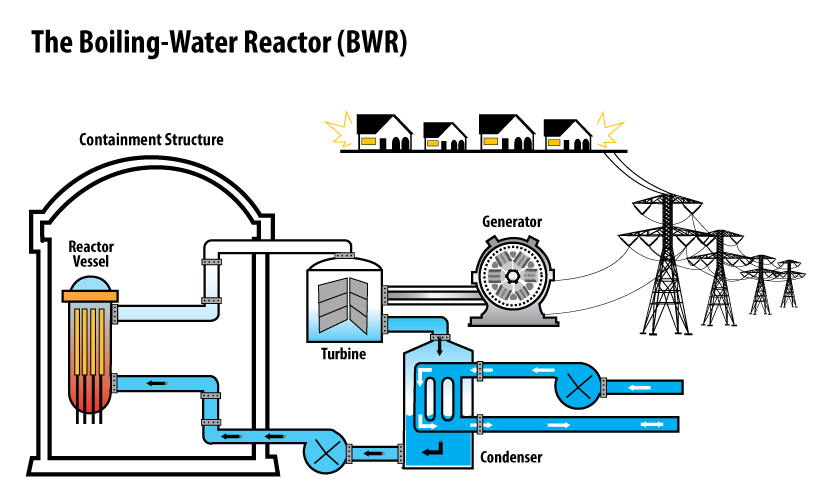 The Boiling-Water Reactor (BWR)
Containment Structure
Reactor
Vessel
Generator
Turbine
Condenser